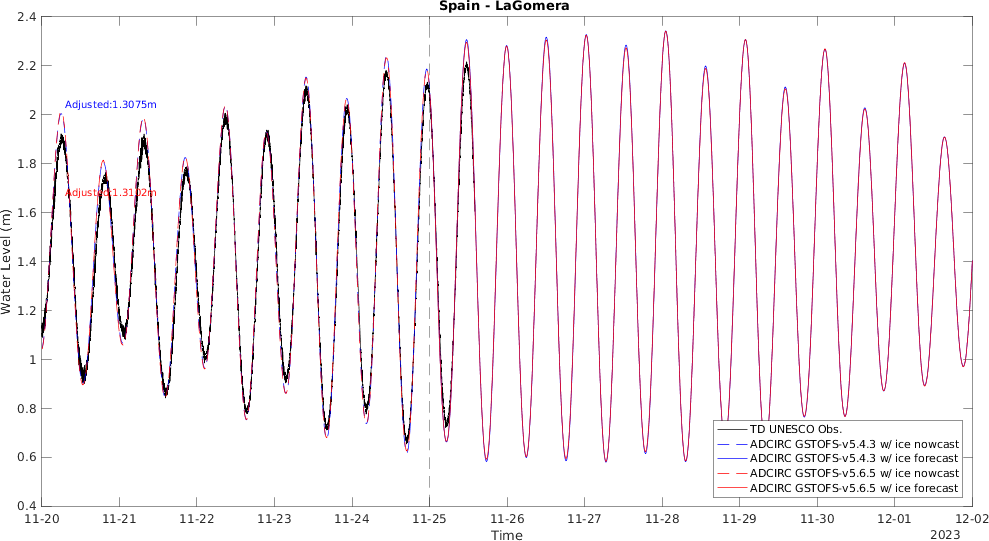 Spain - LaGomera
2.4
2.2
2
1.8
1.6
1.4
1.2
1
0.8
0.6
0.4
Water Level (m)
Adjusted:1.3075m
Adjusted:1.3102m
TD UNESCO Obs.
ADCIRC GSTOFS-v5.4.3 w/ ice nowcast
ADCIRC GSTOFS-v5.4.3 w/ ice forecast
ADCIRC GSTOFS-v5.6.5 w/ ice nowcast
ADCIRC GSTOFS-v5.6.5 w/ ice forecast
11-20 11-21 11-22 11-23 11-24 11-25 11-26 11-27 11-28 11-29 11-30 12-01 12-02
Time
2023